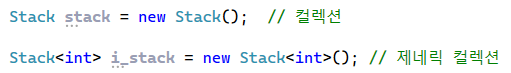 Stack stack = new Stack();  // 컬렉션
Stack<int> i_stack = new Stack<int>(); // 제네릭 컬렉션